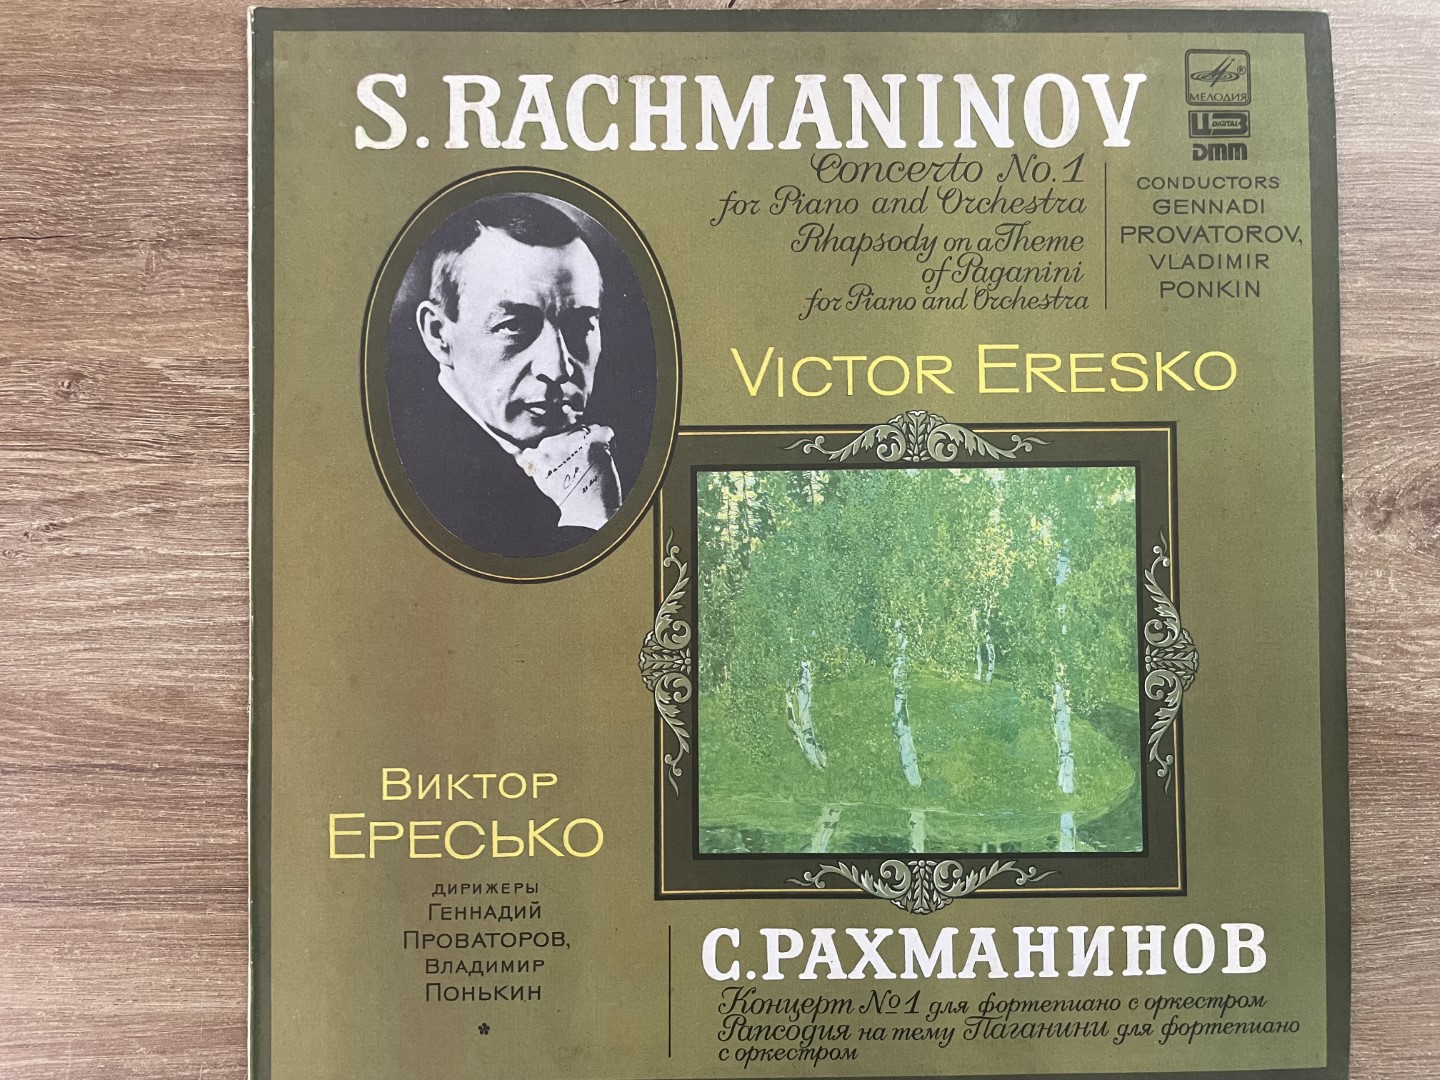 S.RACHMANINOV
МЕЛОДИЯ
ЦЗ
DIGITAL
DMM
Concerto No.1
for Piano and Orchestra
Rhapsody on a Theme
of Paganini
for Piano and Orchestra
CONDUCTORS
GENNADI
PROVATOROV,
VLADIMIR
PONKIN
VICTOR ERESKO
ВИКТОР
ЕРЕСЬКО
ДИРИЖЕРЫ
ГЕННАДИЙ
ПРОВАТОРОВ,
ВЛАДИМИР
ПОНЬКИН
С.РАХМАНИНОВ
Концерт №1 для фортепиано с оркестром
Рапсодия на тему Паганини для фортепиано
с оркестром